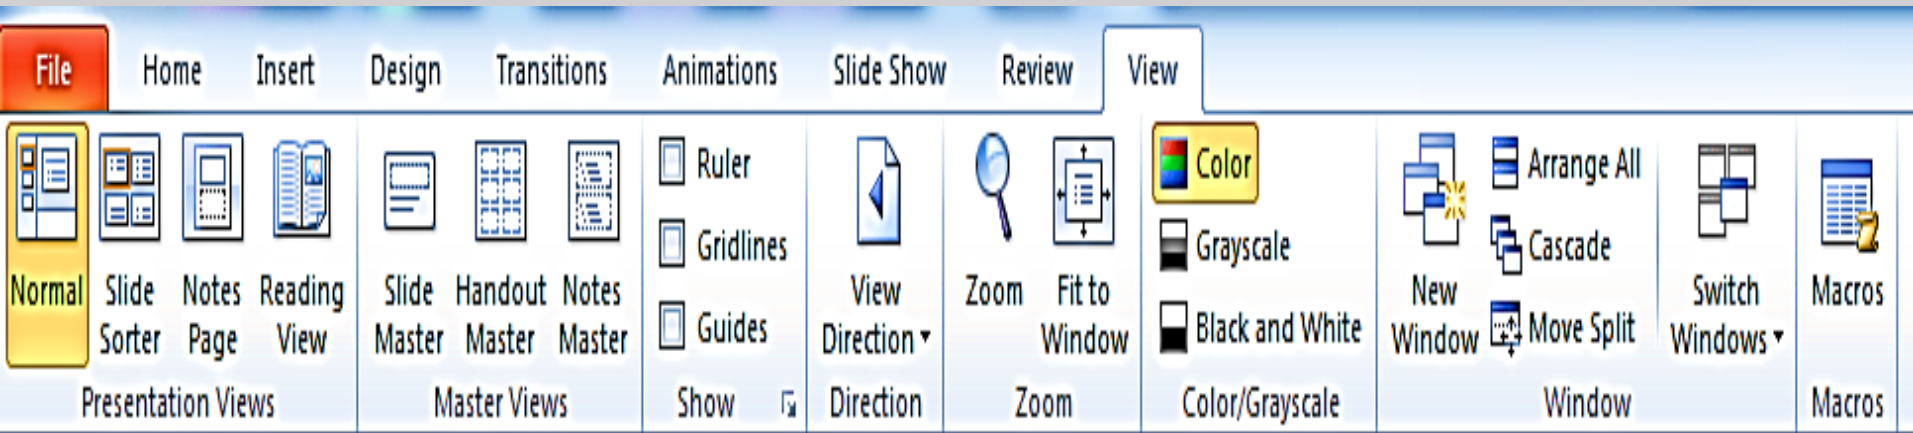 File Home Insert Design Transitions Animations Slide Show Review View
Normal
Slide Sorter
Notes Page
Reading View
Presentation Views
Slide Master
Handout Master
Notes Master
Master Views
Ruler
Gridlines
Guides
Show
View Direction
Direction
Zoom
Fit to Window
Zoom
Color
Grayscale
Black and White
Color/Grayscale
New Window
Arrange All
Cascade
Move Split
Switch Windows
Window
Macros
Macros